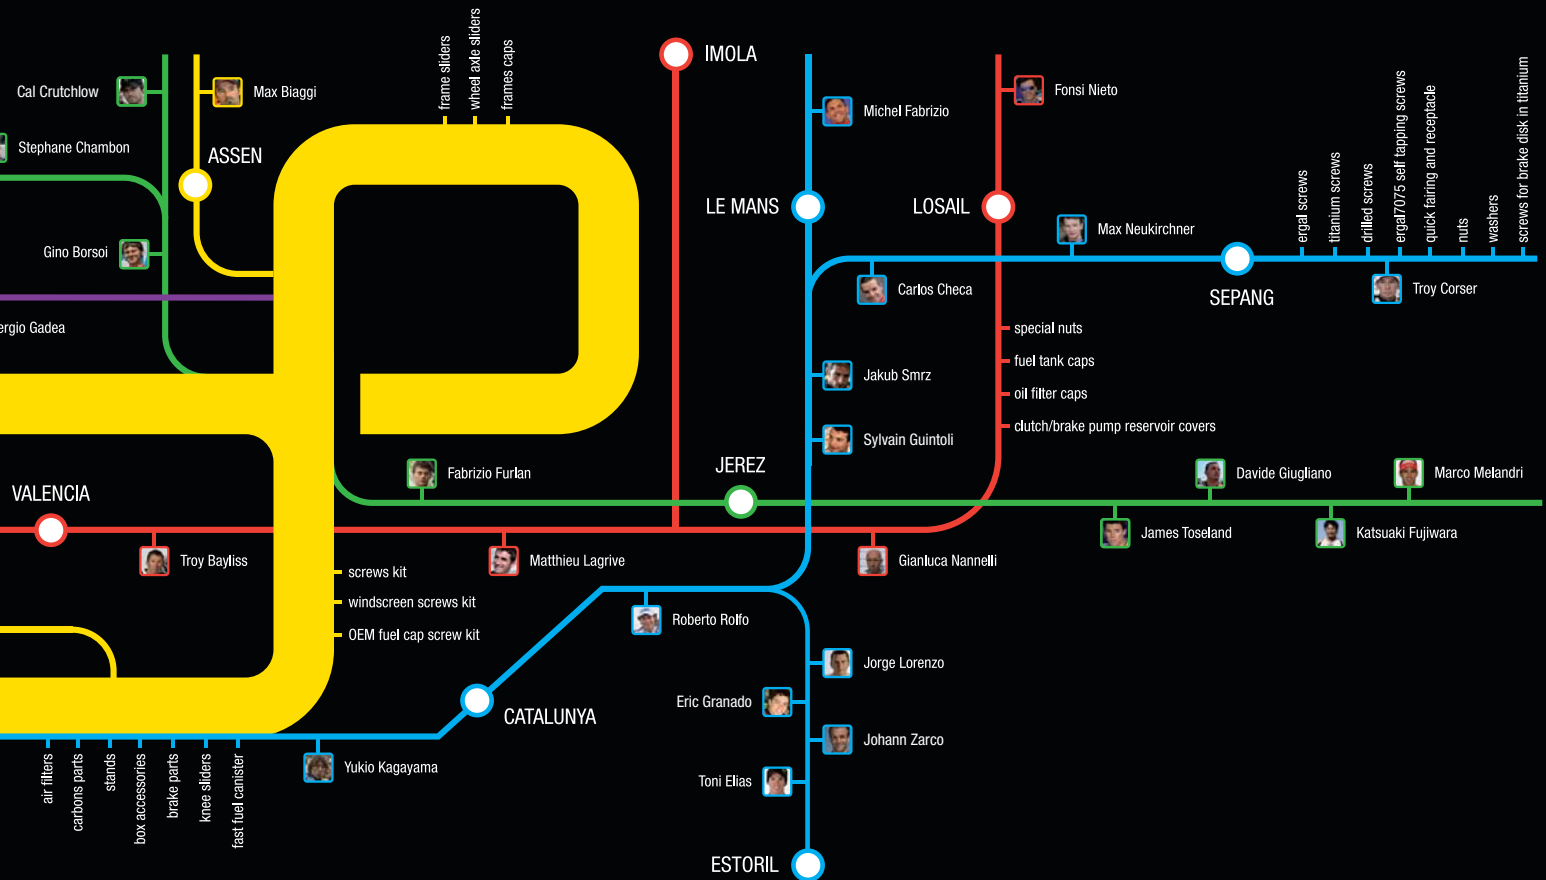 frame sliders
wheel axle sliders
frames caps
IMOLA
Cal Crutchlow
Max Biaggi
Michel Fabrizio
Fonsi Nieto
Stephane Chambon
ASSEN
LE MANS
LOSAIL
Max Neukirchner
ergal screws
titanium screws
drilled screws
ergal7075 self tapping screws
quick fairing and receptacle
nuts
washers
screws for brake disk in titanium
Gino Borsoi
Carlos Checa
SEPANG
Troy Corser
ergio Gadea
special nuts
fuel tank caps
oil filter caps
clutch/brake pump reservoir covers
Jakub Smrz
Sylvain Guintoli
VALENCIA
Fabrizio Furlan
JEREZ
Davide Giugliano
Marco Melandri
James Toseland
Katsuaki Fujiwara
Troy Bayliss
Matthieu Lagrive
Gianluca Nannelli
screws kit
windscreen screws kit
OEM fuel cap screw kit
Roberto Rolfo
Jorge Lorenzo
Eric Granado
CATALUNYA
Johann Zarco
Yukio Kagayama
Toni Elias
air filters
carbons parts
stands
box accessories
brake parts
knee sliders
fast fuel canister
ESTORIL